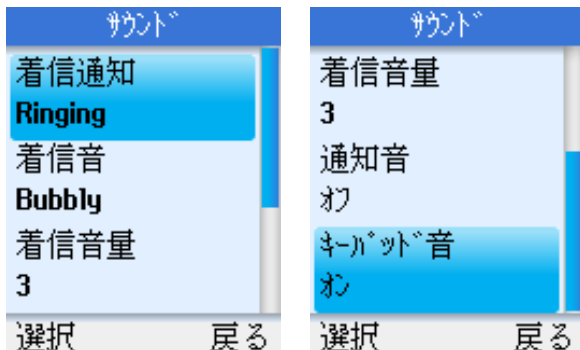 ｻｳﾝﾄﾞ
着信通知
Ringing
着信音
Bubbly
着信音量
3
選択 戻る
ｻｳﾝﾄﾞ
着信音量
3
通知音
ｵﾌ
ｷｰﾊﾟｯﾄﾞ音
ｵﾝ
選択 戻る